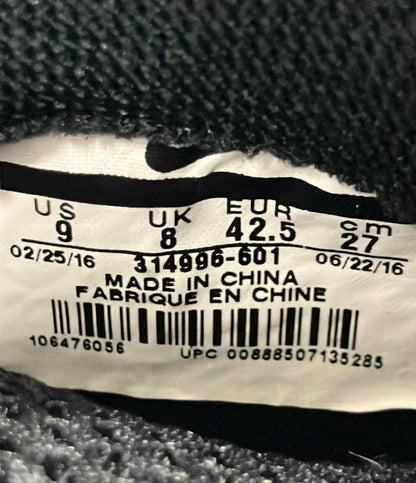 US UK EUR cm
9 8 42.5 27
02/25/16 314996-601 06/22/16
MADE IN CHINA
FABRIQUE EN CHINE
106476056 UPC 00888507135285